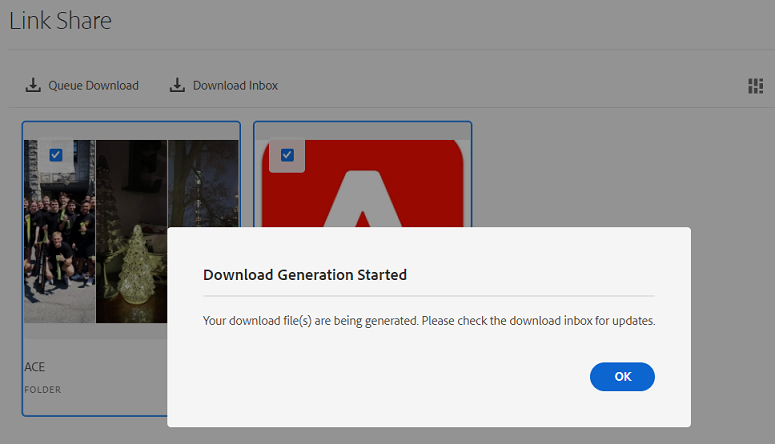 Link Share
Queue Download
Download Inbox
Download Generation Started
Your download file(s) are being generated. Please check the download inbox for updates.
OK
ACE
FOLDER